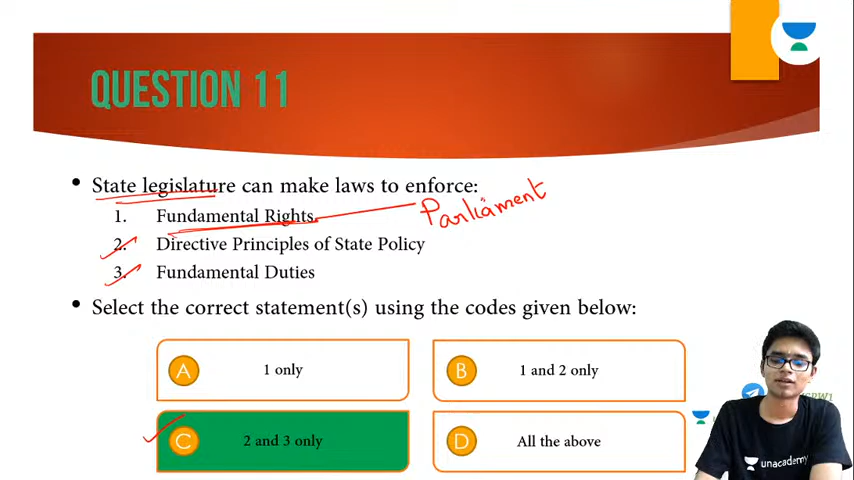 QUESTION 11
• State legislature can make laws to enforce:
1. Fundamental Rights.
Parliament
2. Directive Principles of State Policy
3. Fundamental Duties
• Select the correct statement(s) using the codes given below:
A 1 only
B 1 and 2 only
C 2 and 3 only
D All the above
unacademy